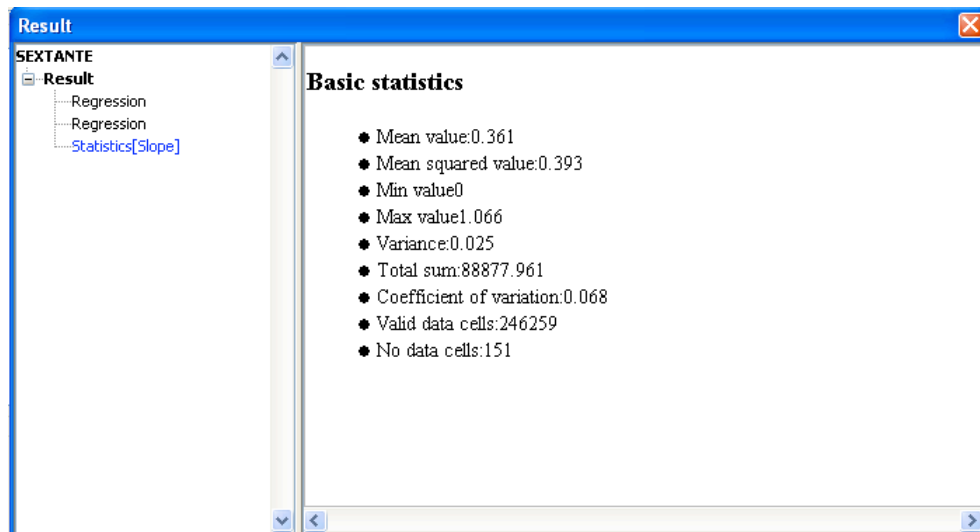 Result
SEXTANTE
Result
Regression
Regression
Statistics[Slope]
Basic statistics
Mean value:0.361
Mean squared value:0.393
Min value0
Max value1.066
Variance:0.025
Total sum:88877.961
Coefficient of variation:0.068
Valid data cells:246259
No data cells:151